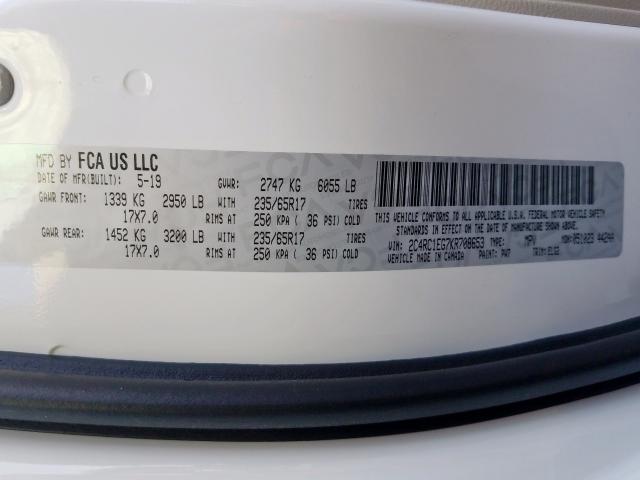 MFD BY FCA US LLC
DATE OF MFR(BUILT): 5-19 GVWR: 2747 KG 6055 LB
GAWR FRONT: 1339 KG 2950 LB WITH 235/65R17 TIRES
17X7.0 RIMS AT 250 KPA ( 36 PSI) COLD
GAWR REAR: 1452 KG 3200 LB WITH 235/65R17 TIRES
17X7.0 RIMS AT 250 KPA ( 36 PSI) COLD
THIS VEHICLE CONFORMS TO ALL APPLICABLE U.S.A. FEDERAL MOTOR VEHICLE SAFETY
STANDARDS IN EFFECT ON THE DATE OF MANUFACTURE SHOWN ABOVE.
VIN: 2C4RC1EG7KR708653 TYPE: MPV MDH: 051023 44244
VEHICLE MADE IN CANADA PAINT: PW7 TRIM: